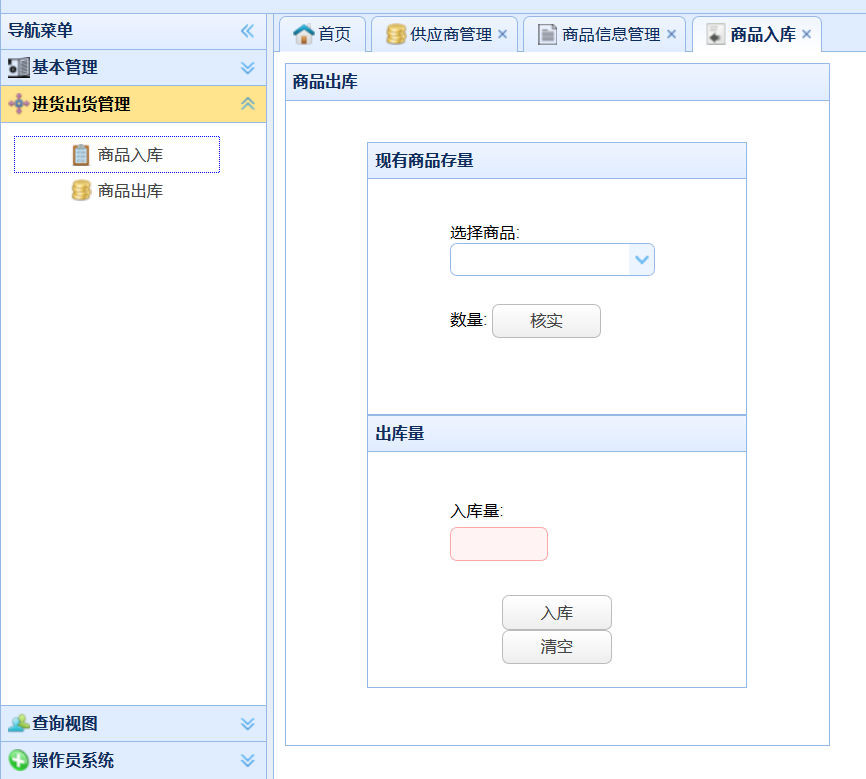 导航菜单
基本管理
进货出货管理
商品入库
商品出库
查询视图
操作员系统
首页 供应商管理 商品信息管理 商品入库
商品出库
现有商品存量
选择商品:
数量: 核实
出库量
入库量:
入库
清空